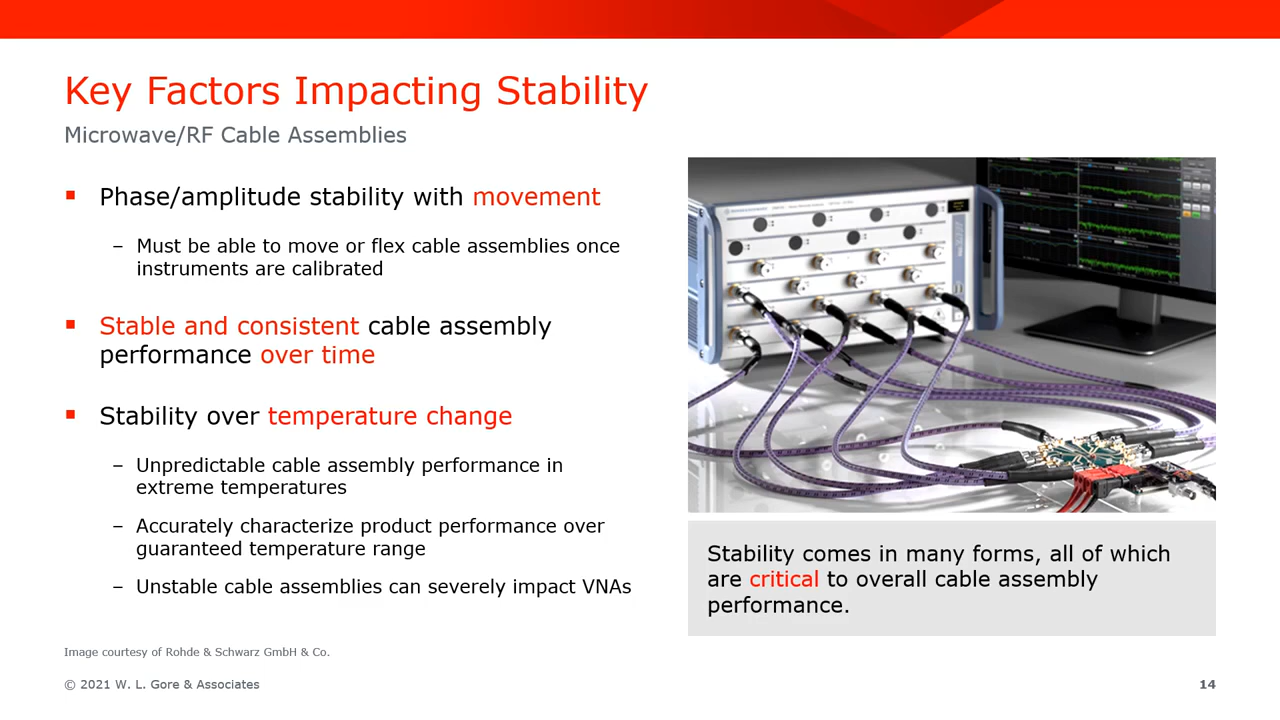 Key Factors Impacting Stability
Microwave/RF Cable Assemblies
▪ Phase/amplitude stability with movement
– Must be able to move or flex cable assemblies once
instruments are calibrated
▪ Stable and consistent cable assembly
performance over time
▪ Stability over temperature change
– Unpredictable cable assembly performance in
extreme temperatures
– Accurately characterize product performance over
guaranteed temperature range
– Unstable cable assemblies can severely impact VNAs
Stability comes in many forms, all of which
are critical to overall cable assembly
performance.
Image courtesy of Rohde & Schwarz GmbH & Co.
© 2021 W. L. Gore & Associates
14